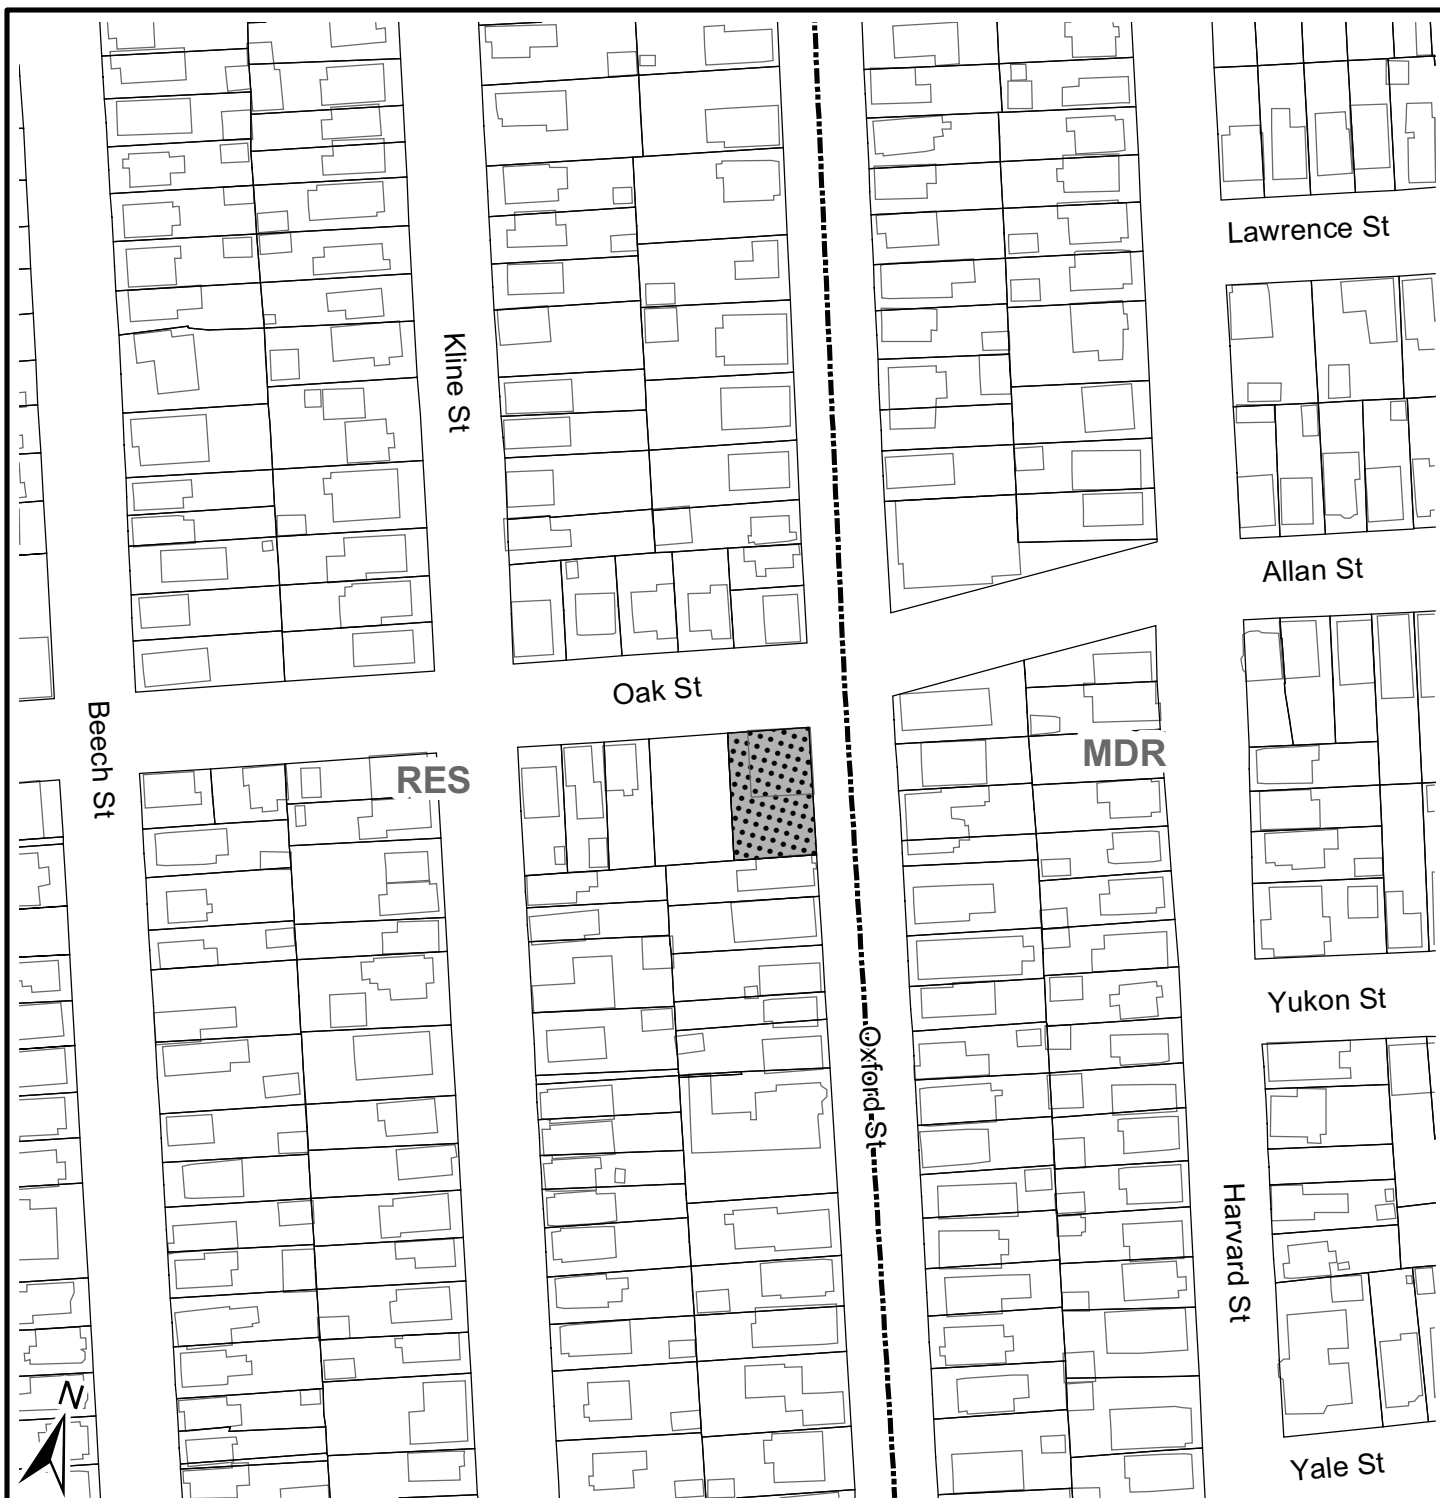 Lawrence St
Kline St
Allan St
Oak St
Beech St
RES
MDR
Yukon St
Oxford St
Harvard St
N
Yale St